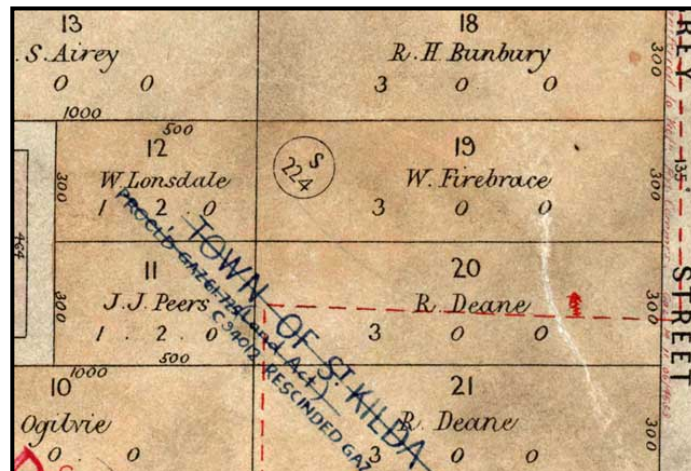 13
S. Airey
0 0
1000
18
R. H. Bunbury
3 0 0
300
500
12
W. Lonsdale
1 2 0
300
S
224
19
W. Firebrace
3 0 0
300
135
464
11
J. J. Peers
1 . 2 . 0
300
500
20
R. Deane
3 0 0
300
STREET
TOWN OF ST. KILDA
(Land Act)
RESCINDED GAZ
1000
10
Ogilvie
0 0
21
R. Deane
3 0 0
300